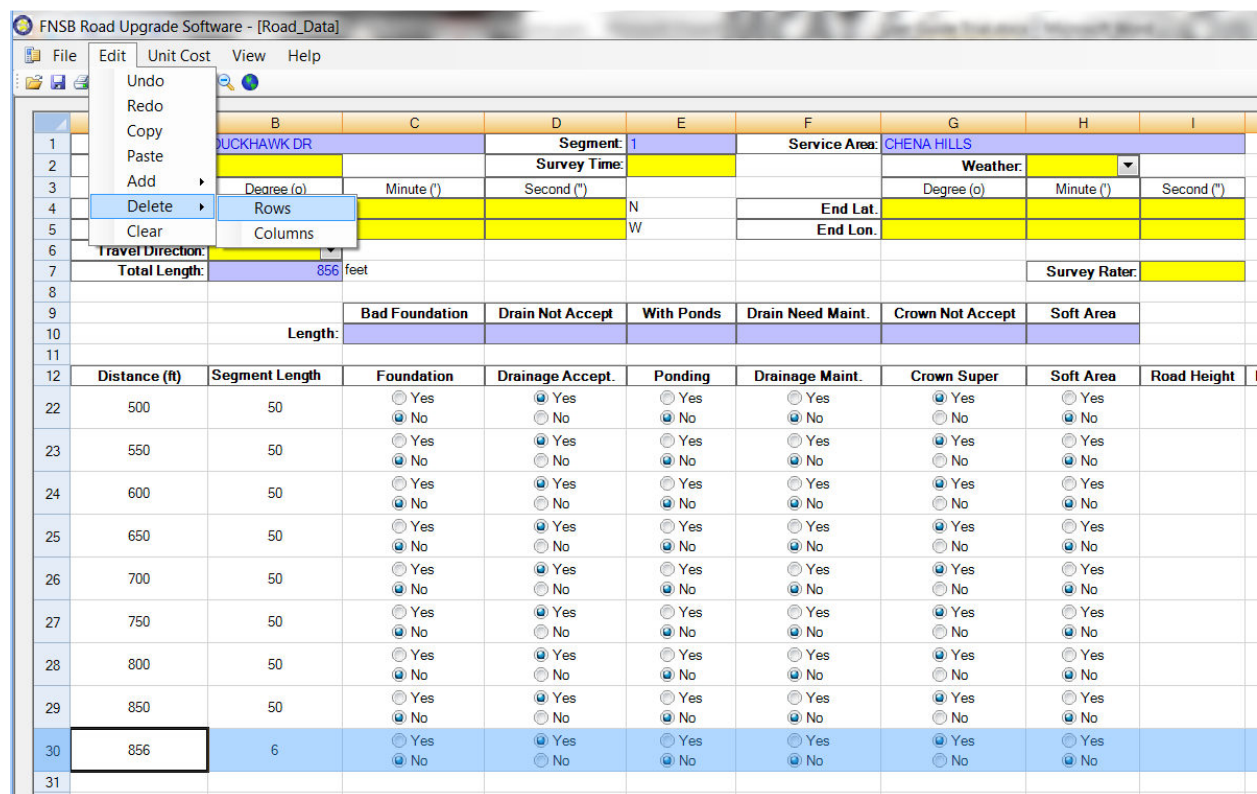 FNSB Road Upgrade Software - [Road_Data]
File Edit Unit Cost View Help
Undo
Redo
Copy
Paste
Add
Delete
Clear
Rows
Columns
B C D E F G H I
1 DUCKHAWK DR Segment: 1 Service Area: CHENA HILLS
2 Survey Time: Weather:
3 Degree (o) Minute (') Second (") Degree (o) Minute (') Second (")
4 N End Lat.
5 W End Lon.
6 Travel Direction:
7 Total Length: 856 feet Survey Rater:
8
9 Bad Foundation Drain Not Accept With Ponds Drain Need Maint. Crown Not Accept Soft Area
10 Length:
11
12 Distance (ft) Segment Length Foundation Drainage Accept. Ponding Drainage Maint. Crown Super Soft Area Road Height
22 500 50 Yes Yes Yes Yes Yes Yes
No No No No No No
23 550 50 Yes Yes Yes Yes Yes Yes
No No No No No No
24 600 50 Yes Yes Yes Yes Yes Yes
No No No No No No
25 650 50 Yes Yes Yes Yes Yes Yes
No No No No No No
26 700 50 Yes Yes Yes Yes Yes Yes
No No No No No No
27 750 50 Yes Yes Yes Yes Yes Yes
No No No No No No
28 800 50 Yes Yes Yes Yes Yes Yes
No No No No No No
29 850 50 Yes Yes Yes Yes Yes Yes
No No No No No No
30 856 6 Yes Yes Yes Yes Yes Yes
No No No No No No
31